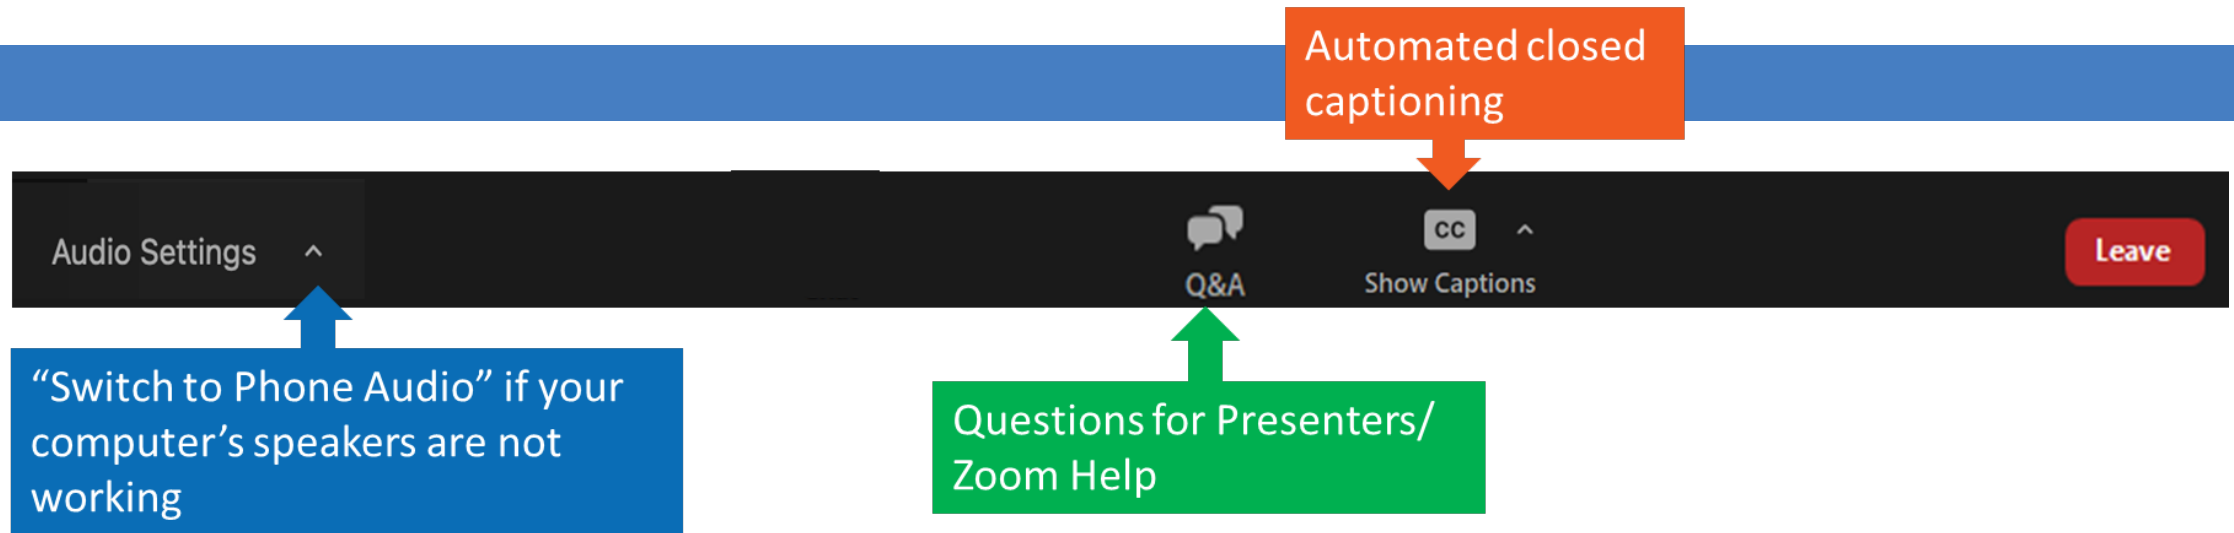 Automated closed
captioning
Audio Settings
CC
Q&A
Show Captions
Leave
“Switch to Phone Audio” if your
computer’s speakers are not
working
Questions for Presenters/
Zoom Help